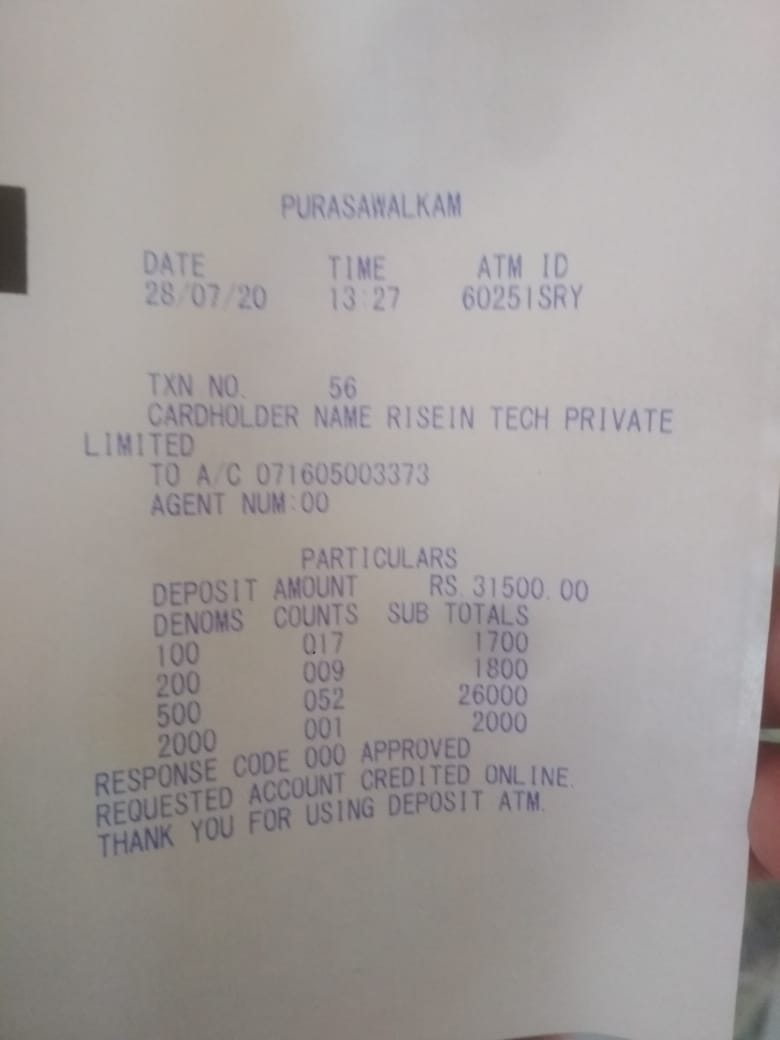 PURASAWALKAM
DATE TIME ATM ID
28/07/20 13:27 60251SRY
TXN NO. 56
CARDHOLDER NAME RISEIN TECH PRIVATE
LIMITED
TO A/C 071605003373
AGENT NUM:00
PARTICULARS
DEPOSIT AMOUNT RS.31500.00
DENOMS COUNTS SUB TOTALS
100 017 1700
200 009 1800
500 052 26000
2000 001 2000
RESPONSE CODE 000 APPROVED
REQUESTED ACCOUNT CREDITED ONLINE.
THANK YOU FOR USING DEPOSIT ATM.